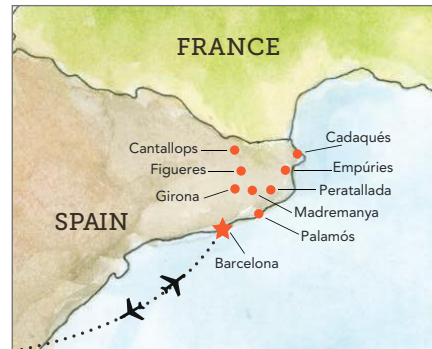 FRANCE
Cantallops
Cadaqués
Figueres
Empúries
Girona
Peratallada
SPAIN
Madremanya
Palamós
Barcelona